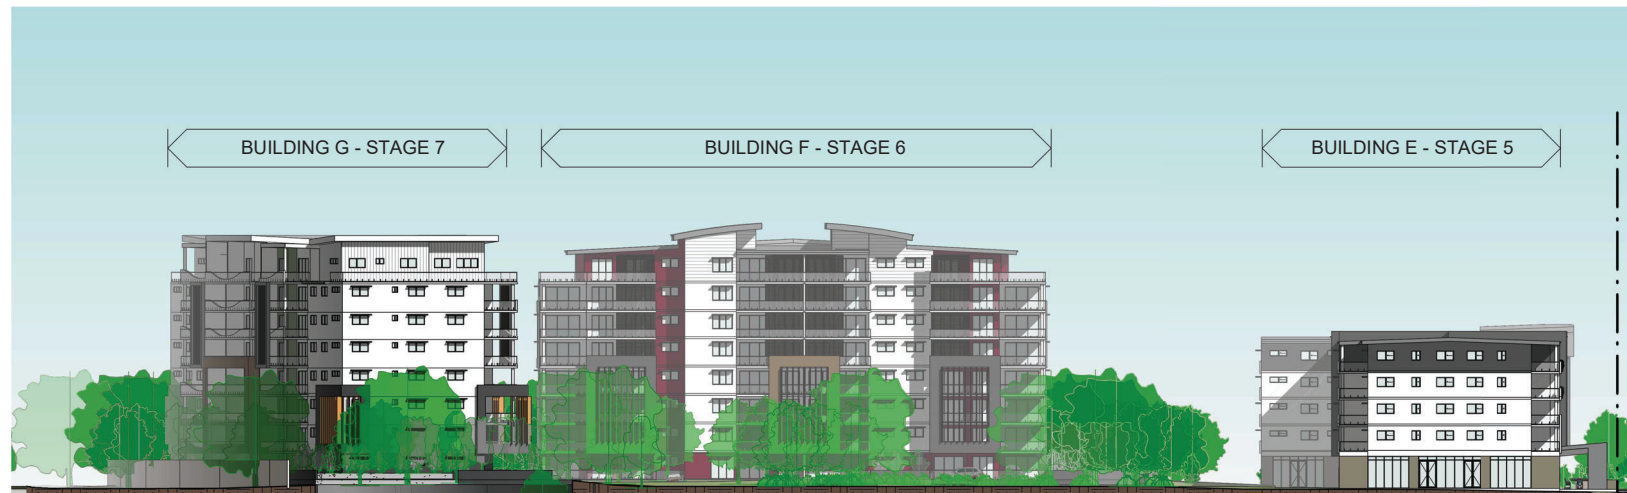 BUILDING G - STAGE 7
BUILDING F - STAGE 6
BUILDING E - STAGE 5